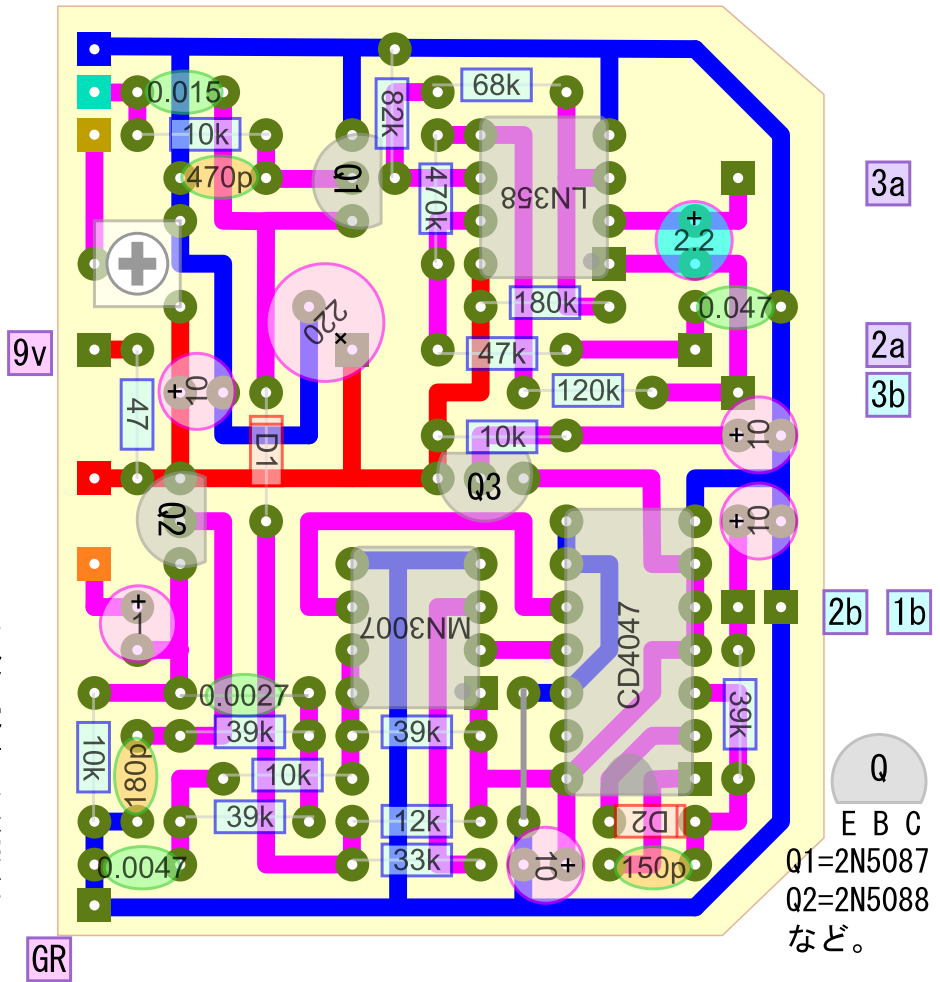 0.015
68k
82k
10k
470p
Q1
470k
LN358
3a
+
2.2
180k
0.047
220
+
9v
47k
2a
120k
3b
+
10
47
D1
10k
+
10
Q3
Q2
+
10
+
1
MN3007
CD4047
2b
1b
0.0027
39k
39k
39k
10k
180p
10k
39k
12k
D2
33k
0.0047
10
+
150p
Q
E B C
Q1=2N5087
Q2=2N5088
など。
GR